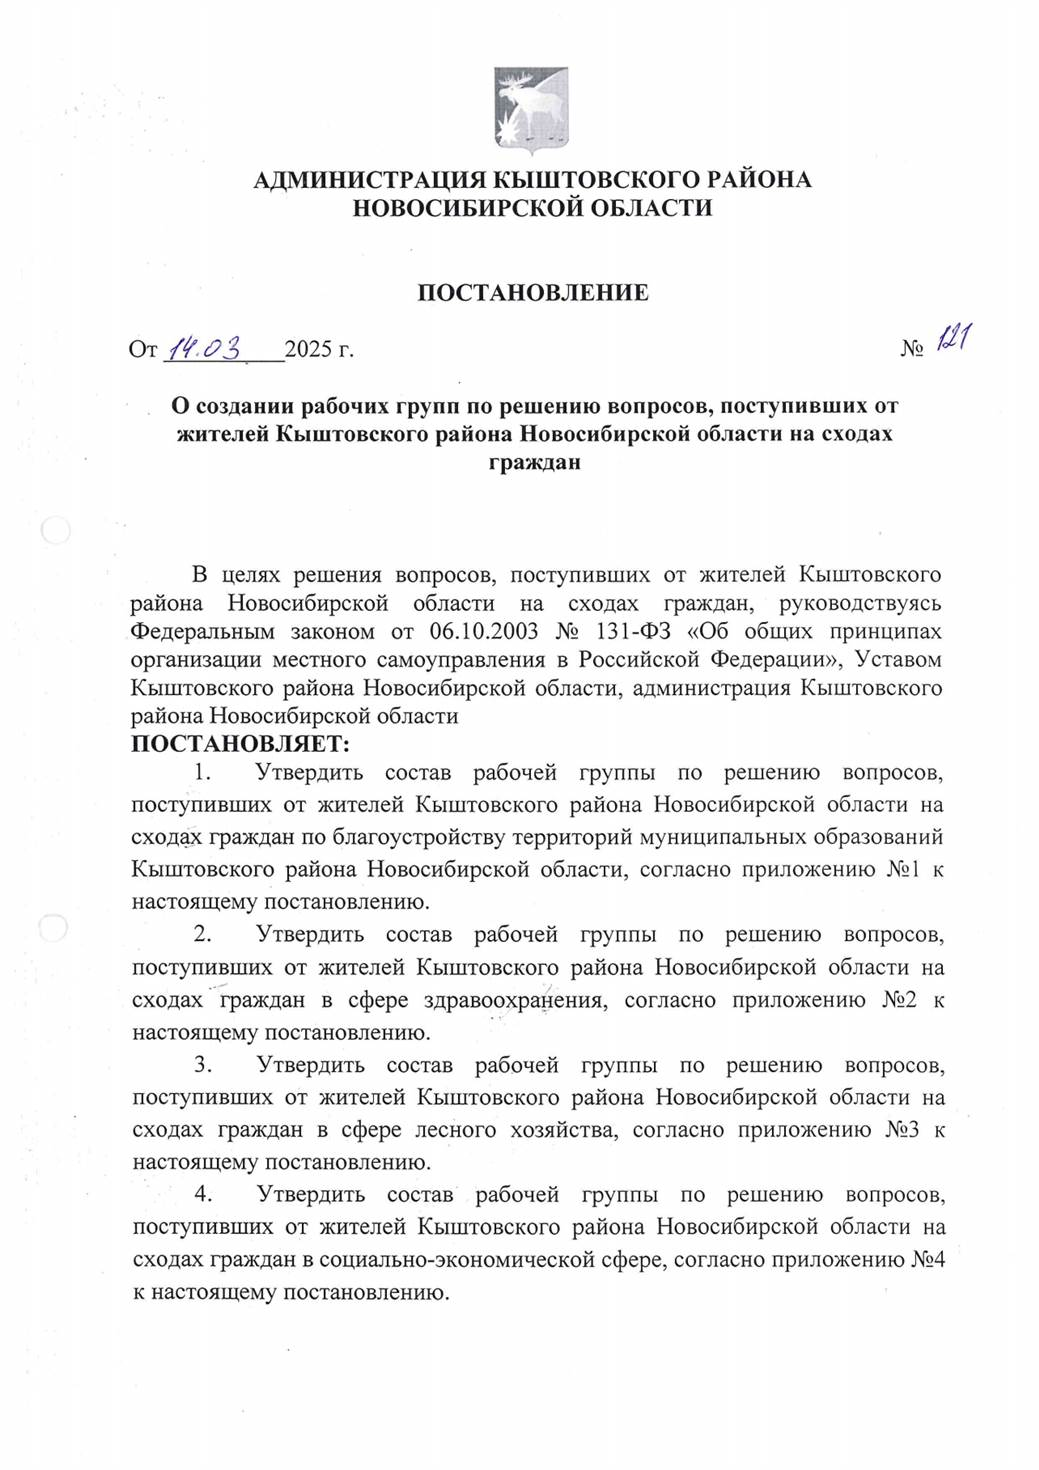 АДМИНИСТРАЦИЯ КЫШТОВСКОГО РАЙОНА
НОВОСИБИРСКОЙ ОБЛАСТИ
ПОСТАНОВЛЕНИЕ
От 14.03 2025 г. № 121
О создании рабочих групп по решению вопросов, поступивших от
жителей Кыштовского района Новосибирской области на сходах
граждан
В целях решения вопросов, поступивших от жителей Кыштовского
района Новосибирской области на сходах граждан, руководствуясь
Федеральным законом от 06.10.2003 № 131-ФЗ «Об общих принципах
организации местного самоуправления в Российской Федерации», Уставом
Кыштовского района Новосибирской области, администрация Кыштовского
района Новосибирской области
ПОСТАНОВЛЯЕТ:
1. Утвердить состав рабочей группы по решению вопросов,
поступивших от жителей Кыштовского района Новосибирской области на
сходах граждан по благоустройству территорий муниципальных образований
Кыштовского района Новосибирской области, согласно приложению №1 к
настоящему постановлению.
2. Утвердить состав рабочей группы по решению вопросов,
поступивших от жителей Кыштовского района Новосибирской области на
сходах граждан в сфере здравоохранения, согласно приложению №2 к
настоящему постановлению.
3. Утвердить состав рабочей группы по решению вопросов,
поступивших от жителей Кыштовского района Новосибирской области на
сходах граждан в сфере лесного хозяйства, согласно приложению №3 к
настоящему постановлению.
4. Утвердить состав рабочей группы по решению вопросов,
поступивших от жителей Кыштовского района Новосибирской области на
сходах граждан в социально-экономической сфере, согласно приложению №4
к настоящему постановлению.